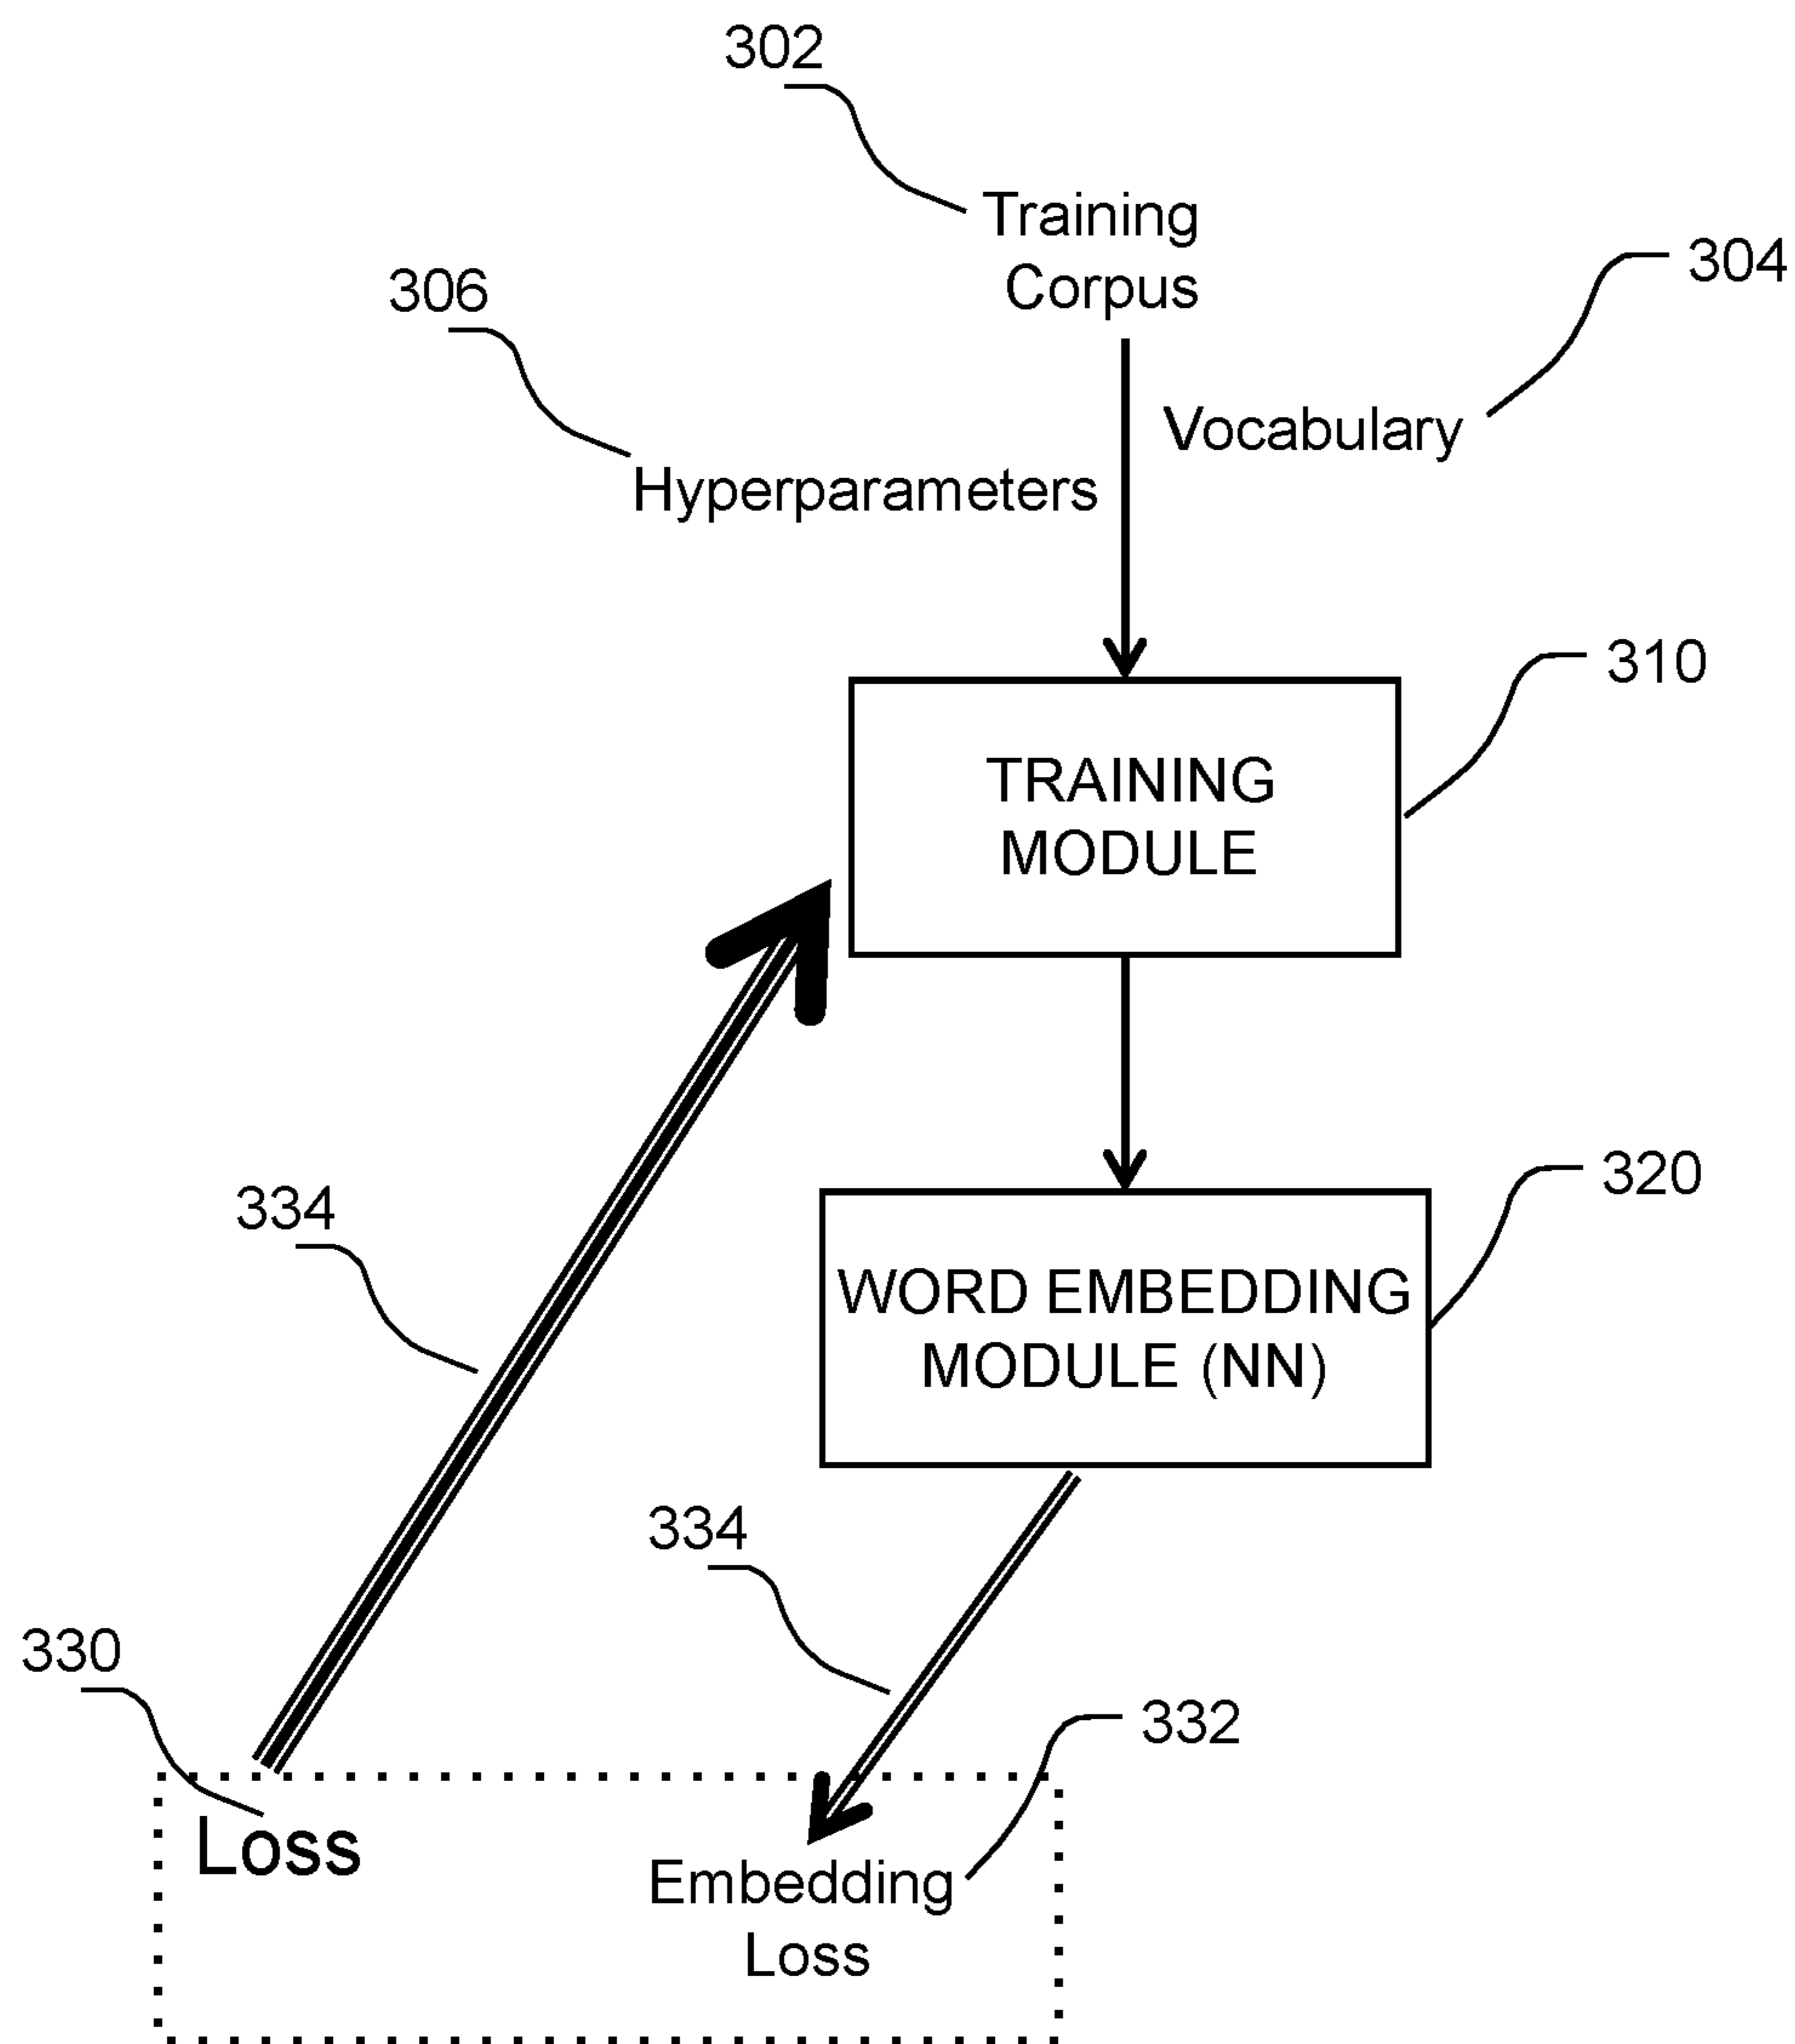 302
Training
Corpus
304
306
Vocabulary
Hyperparameters
310
TRAINING
MODULE
320
334
WORD EMBEDDING
MODULE (NN)
334
330
332
Loss
Embedding
Loss